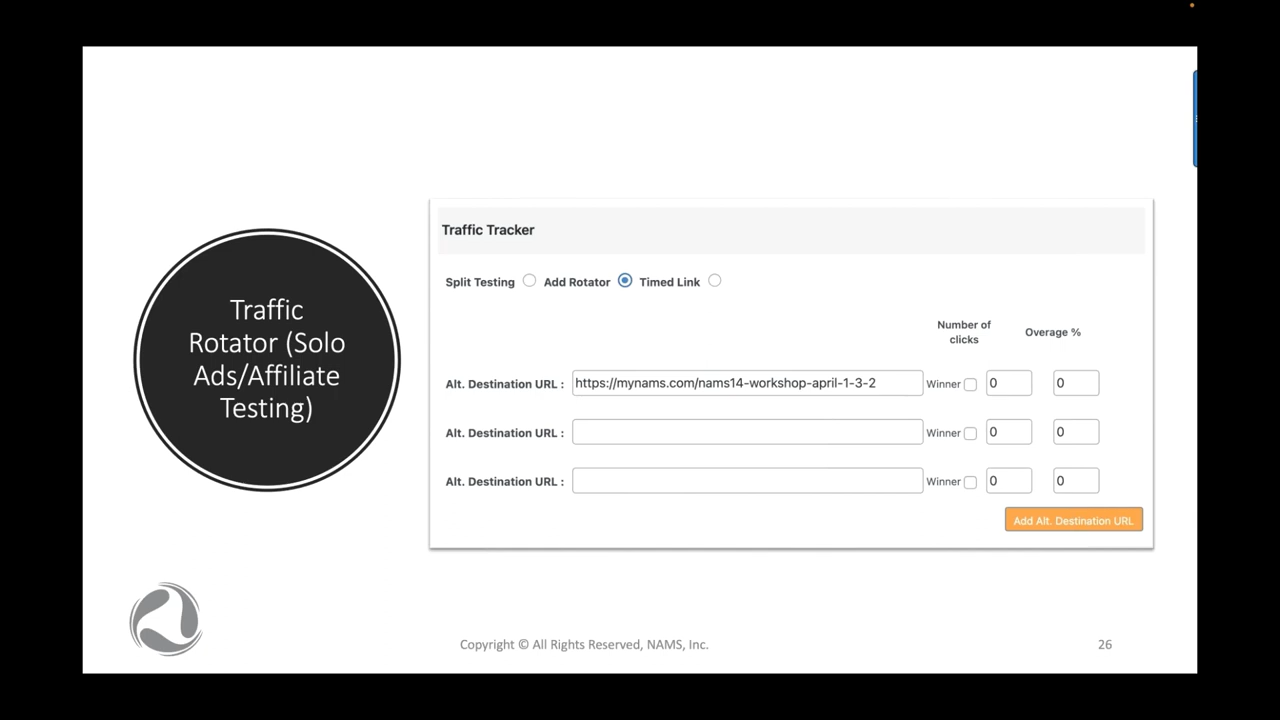 Traffic
Rotator (Solo
Ads/Affiliate
Testing)
Traffic Tracker
Split Testing Add Rotator Timed Link
Number of
clicks
Overage %
Alt. Destination URL : https://mynams.com/nams14-workshop-april-1-3-2 Winner 0 0
Alt. Destination URL : Winner 0 0
Alt. Destination URL : Winner 0 0
Add Alt. Destination URL
Copyright © All Rights Reserved, NAMS, Inc.
26